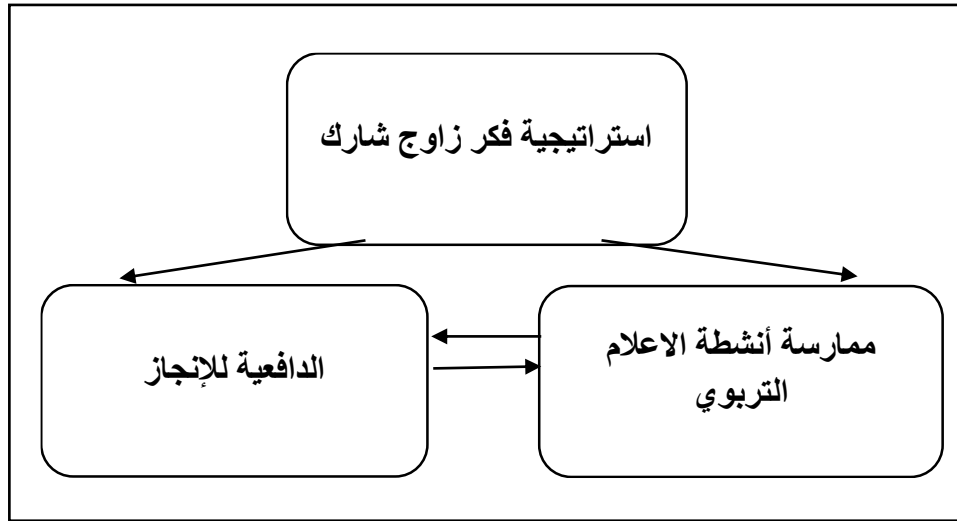 استراتيجية فكر زاوج شارك
ممارسة أنشطة الاعلام
التربوي
الدافعية للإنجاز